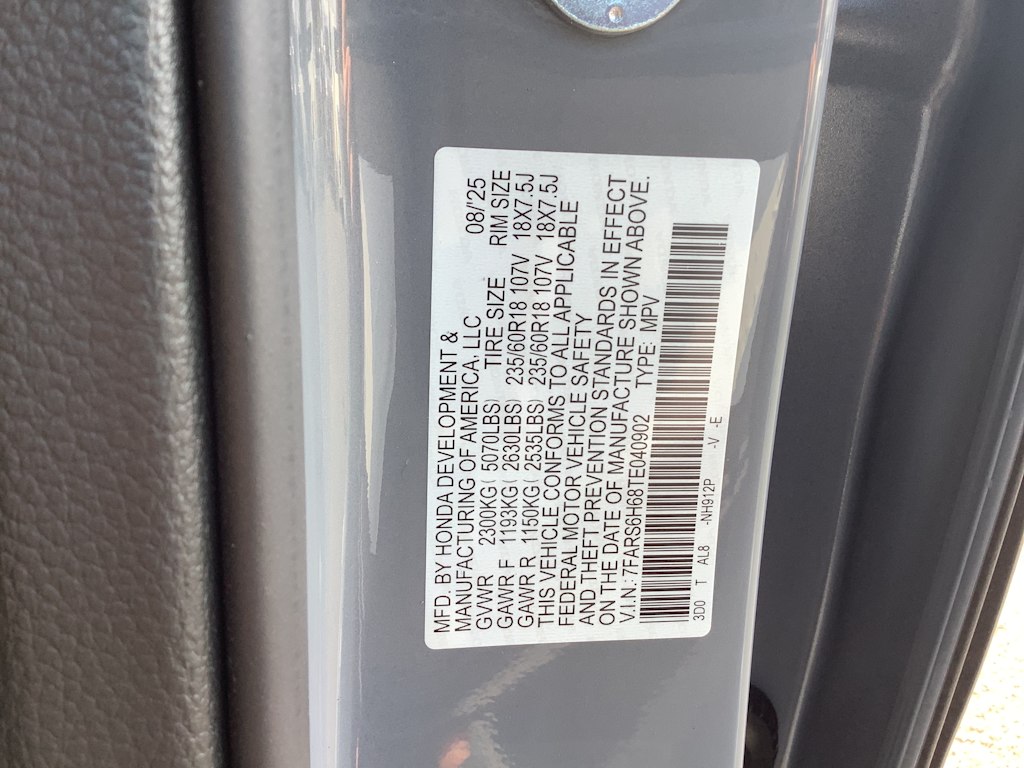 MFD. BY HONDA DEVELOPMENT &
MANUFACTURING OF AMERICA, LLC 08/'25
GVWR 2300KG( 5070LBS) TIRE SIZE RIM SIZE
GAWR F 1193KG( 2630LBS) 235/60R18 107V 18X7.5J
GAWR R 1150KG( 2535LBS) 235/60R18 107V 18X7.5J
THIS VEHICLE CONFORMS TO ALL APPLICABLE
FEDERAL MOTOR VEHICLE SAFETY
AND THEFT PREVENTION STANDARDS IN EFFECT
ON THE DATE OF MANUFACTURE SHOWN ABOVE.
V.I.N.: 7FARS6H68TE040902 TYPE: MPV
3D0 T AL8 -NH912P -V -E